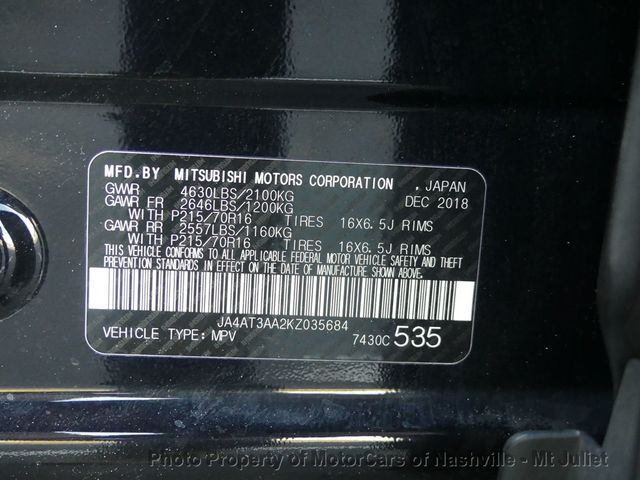 MFD.BY MITSUBISHI MOTORS CORPORATION , JAPAN
GVWR 4630LBS/2100KG DEC 2018
GAWR FR 2646LBS/1200KG
WITH P215/70R16 TIRES 16X6.5J RIMS
GAWR RR 2557LBS/1160KG
WITH P215/70R16 TIRES 16X6.5J RIMS
THIS VEHICLE CONFORMS TO ALL APPLICABLE FEDERAL MOTOR VEHICLE SAFETY AND THEFT
PREVENTION STANDARDS IN EFFECT ON THE DATE OF MANUFACTURE SHOWN ABOVE.
JA4AT3AA2KZ035684
VEHICLE TYPE:MPV 7430C 535
Photo Property of MotorCars of Nashville - Mt Juliet